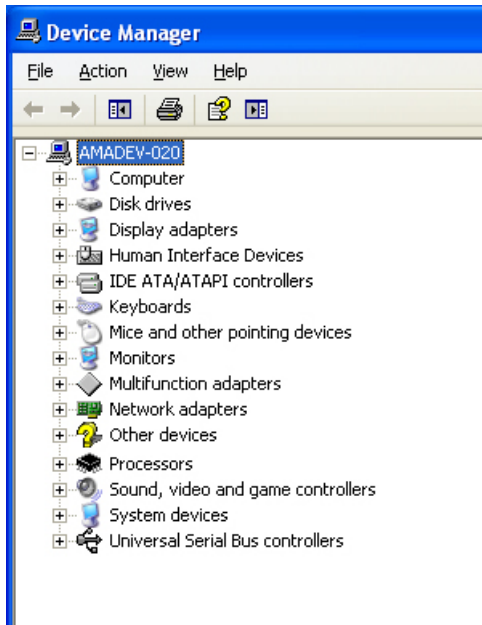 Device Manager
File Action View Help
AMADEV-020
Computer
Disk drives
Display adapters
Human Interface Devices
IDE ATA/ATAPI controllers
Keyboards
Mice and other pointing devices
Monitors
Multifunction adapters
Network adapters
Other devices
Processors
Sound, video and game controllers
System devices
Universal Serial Bus controllers